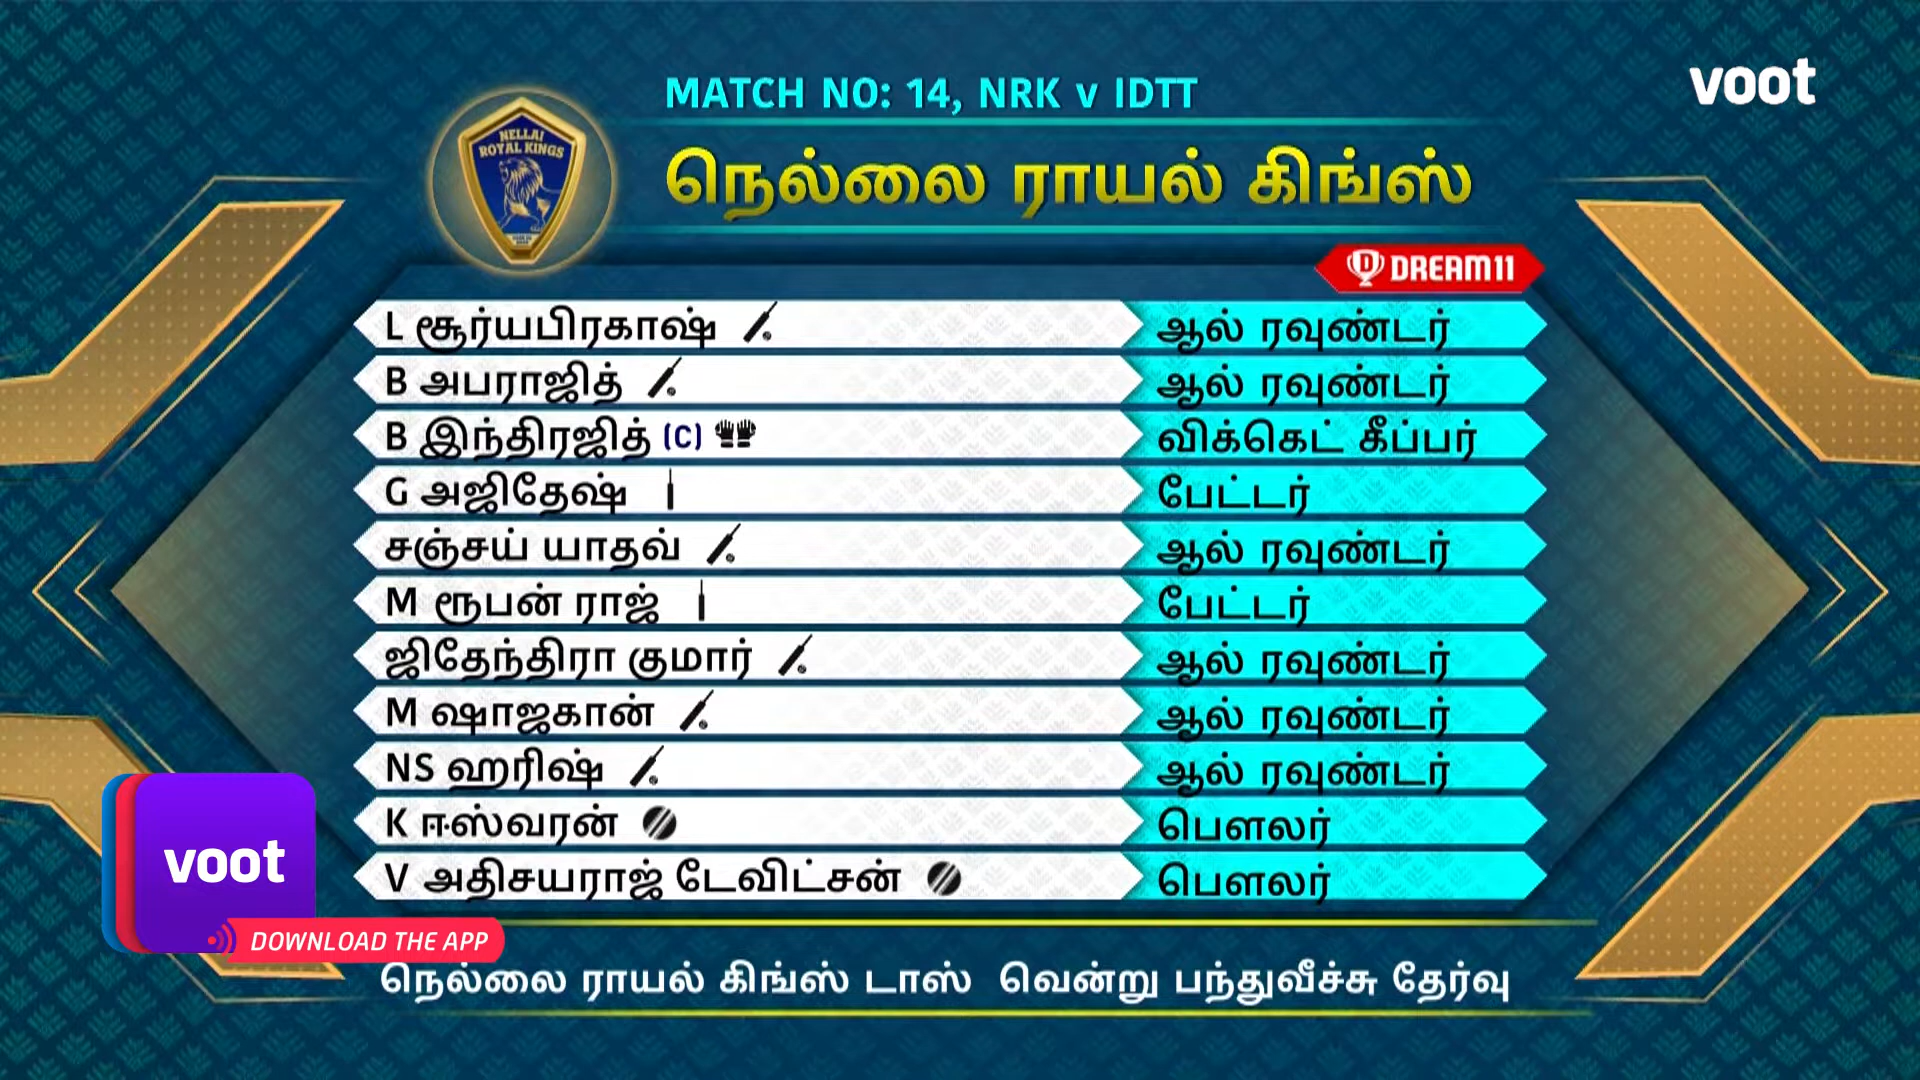 MATCH NO: 14, NRK v IDTT
voot
NELLAI
ROYAL KINGS
நெல்லை ராயல் கிங்ஸ்
DREAM11
L சூர்யபிரகாஷ் ஆல் ரவுண்டர்
B அபராஜித் ஆல் ரவுண்டர்
B இந்திரஜித் (C) விக்கெட் கீப்பர்
G அஜிதேஷ் பேட்டர்
சஞ்சய் யாதவ் ஆல் ரவுண்டர்
M ரூபன் ராஜ் பேட்டர்
ஜிதேந்திரா குமார் ஆல் ரவுண்டர்
M ஷாஜகான் ஆல் ரவுண்டர்
NS ஹரிஷ் ஆல் ரவுண்டர்
K ஈஸ்வரன் பௌலர்
V அதிசயராஜ் டேவிட்சன் பௌலர்
voot
DOWNLOAD THE APP
நெல்லை ராயல் கிங்ஸ் டாஸ் வென்று பந்துவீச்சு தேர்வு